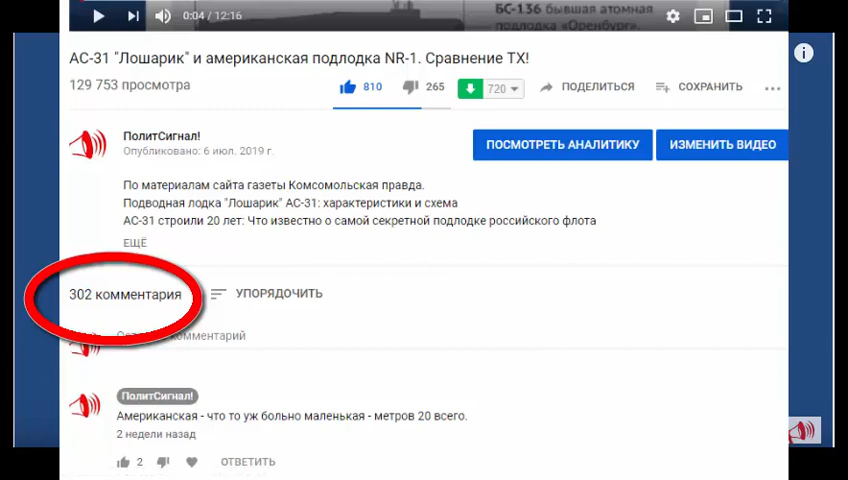 БС-136 бывшая атомная
подлодка «Оренбург».
0:04 / 12:16
АС-31 "Лошарик" и американская подлодка NR-1. Сравнение ТХ!
129 753 просмотра
810
265
720
ПОДЕЛИТЬСЯ
СОХРАНИТЬ
ПолитСигнал!
Опубликовано: 6 июл. 2019 г.
ПОСМОТРЕТЬ АНАЛИТИКУ
ИЗМЕНИТЬ ВИДЕО
По материалам сайта газеты Комсомольская правда.
Подводная лодка "Лошарик" АС-31: характеристики и схема
АС-31 строили 20 лет: Что известно о самой секретной подлодке российского флота
ЕЩЁ
302 комментария
УПОРЯДОЧИТЬ
комментарий
ПолитСигнал!
Американская - что то уж больно маленькая - метров 20 всего.
2 недели назад
2
ОТВЕТИТЬ